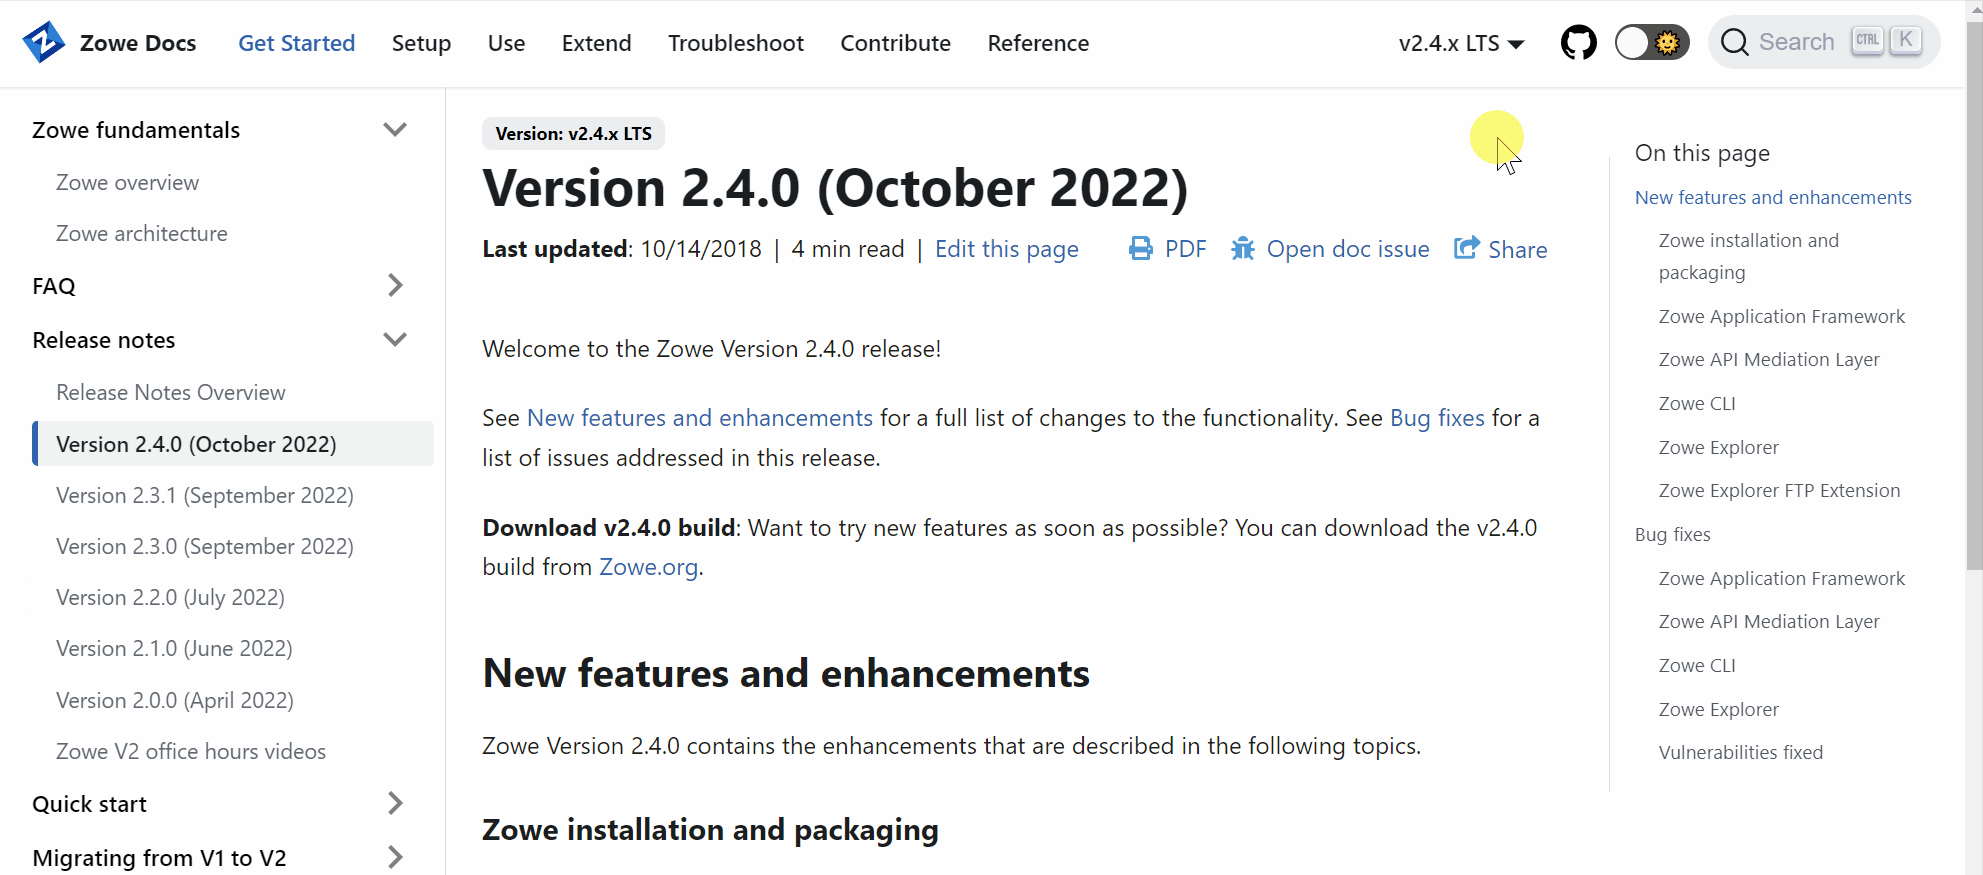 Zowe Docs Get Started Setup Use Extend Troubleshoot Contribute Reference v2.4.x LTS Search CTRL K
Zowe fundamentals
Zowe overview
Zowe architecture
FAQ
Release notes
Release Notes Overview
Version 2.4.0 (October 2022)
Version 2.3.1 (September 2022)
Version 2.3.0 (September 2022)
Version 2.2.0 (July 2022)
Version 2.1.0 (June 2022)
Version 2.0.0 (April 2022)
Zowe V2 office hours videos
Quick start
Migrating from V1 to V2
Version: v2.4.x LTS
Version 2.4.0 (October 2022)
Last updated: 10/14/2018 | 4 min read | Edit this page PDF Open doc issue Share
Welcome to the Zowe Version 2.4.0 release!
See New features and enhancements for a full list of changes to the functionality. See Bug fixes for a
list of issues addressed in this release.
Download v2.4.0 build: Want to try new features as soon as possible? You can download the v2.4.0
build from Zowe.org.
New features and enhancements
Zowe Version 2.4.0 contains the enhancements that are described in the following topics.
Zowe installation and packaging
On this page
New features and enhancements
Zowe installation and
packaging
Zowe Application Framework
Zowe API Mediation Layer
Zowe CLI
Zowe Explorer
Zowe Explorer FTP Extension
Bug fixes
Zowe Application Framework
Zowe API Mediation Layer
Zowe CLI
Zowe Explorer
Vulnerabilities fixed